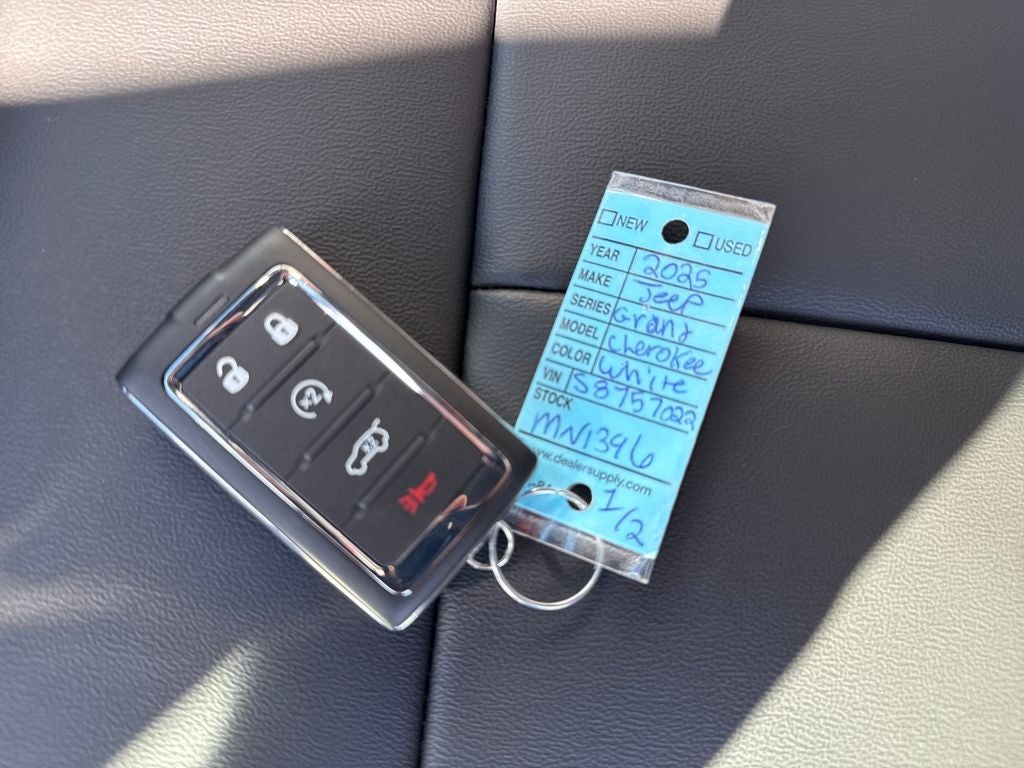 NEW USED
YEAR 2025
MAKE Jeep
SERIES Grand
MODEL Cherokee
COLOR White
VIN S8757022
STOCK
MN1396
www.dealersupply.com
1/2